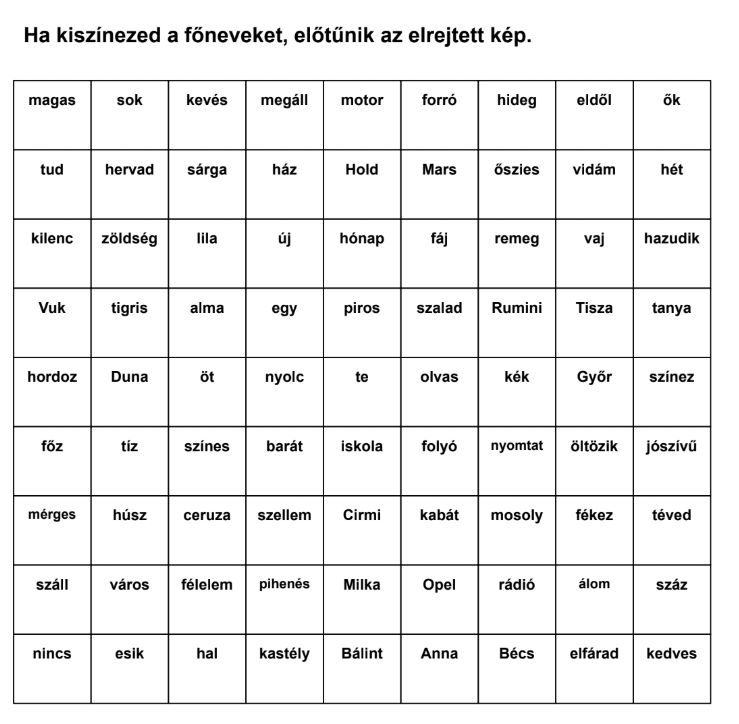 Ha kiszínezed a főneveket, előtűnik az elrejtett kép.
magas sok kevés megáll motor forró hideg eldől ők
tud hervad sárga ház Hold Mars őszies vidám hét
kilenc zöldség lila új hónap fáj remeg vaj hazudik
Vuk tigris alma egy piros szalad Rumini Tisza tanya
hordoz Duna öt nyolc te olvas kék Győr színez
főz tíz színes barát iskola folyó nyomtat öltözik jószívű
mérges húsz ceruza szellem Cirmi kabát mosoly fékez téved
száll város félelem pihenés Milka Opel rádió álom száz
nincs esik hal kastély Bálint Anna Bécs elfárad kedves